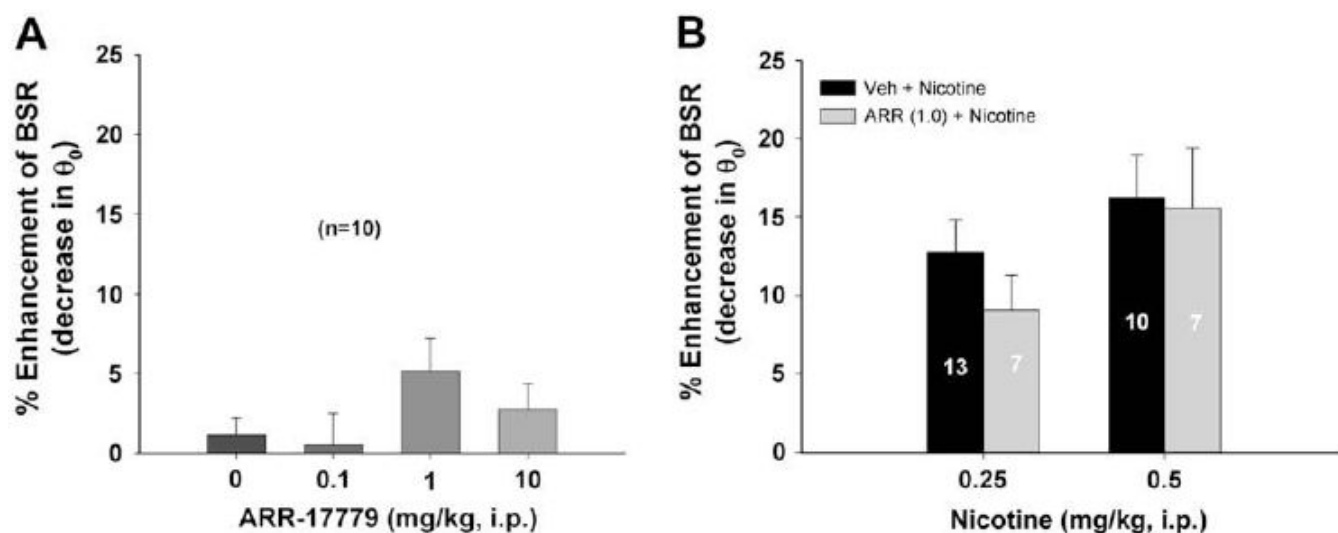 A
% Enhancement of BSR
(decrease in θ₀)
25
20
15
10
5
0
(n=10)
0 0.1 1 10
ARR-17779 (mg/kg, i.p.)
B
% Enhancement of BSR
(decrease in θ₀)
25
20
15
10
5
0
Veh + Nicotine
ARR (1.0) + Nicotine
13 7 10 7
0.25 0.5
Nicotine (mg/kg, i.p.)